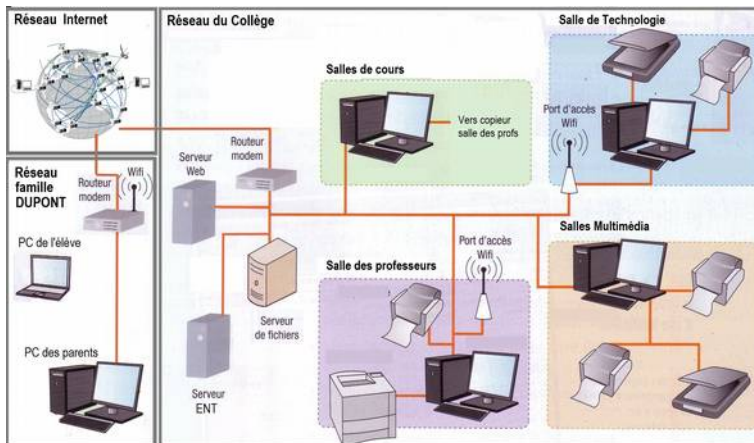 Réseau Internet
Réseau du Collège
Salle de Technologie
Salles de cours
Vers copieur
salle des profs
Port d'accès
Wifi
Routeur
modem
Serveur
Web
Réseau
famille
DUPONT
Wifi
Routeur
modem
PC de l'élève
PC des parents
Serveur
de fichiers
Serveur
ENT
Salle des professeurs
Port d'accès
Wifi
Salles Multimédia